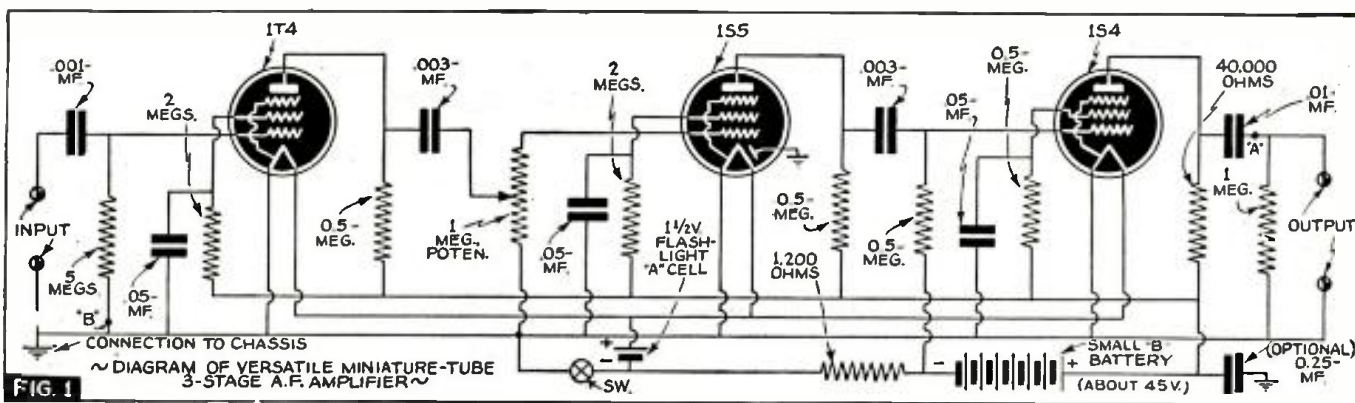 1T4
1S5
1S4
.001-
MF.
2
MEGS.
.003-
MF.
2
MEGS.
.003-
MF.
0.5-
MEG.
.05-
MF.
40,000
OHMS
.01-
MF.
"A"
INPUT
5
MEGS.
"B"
.05-
MF.
0.5-
MEG.
1
MEG.,
POTEN.
.05-
MF.
1½V.
FLASH-
LIGHT
"A" CELL
0.5-
MEG.
1,200
OHMS
0.5-
MEG.
1
MEG.
OUTPUT
CONNECTION TO CHASSIS
~ DIAGRAM OF VERSATILE MINIATURE-TUBE
3-STAGE A.F. AMPLIFIER ~
+
-
SW.
-
SMALL "B"
BATTERY
+
(ABOUT 45V.)
(OPTIONAL)
0.25-
MF.
FIG. 1